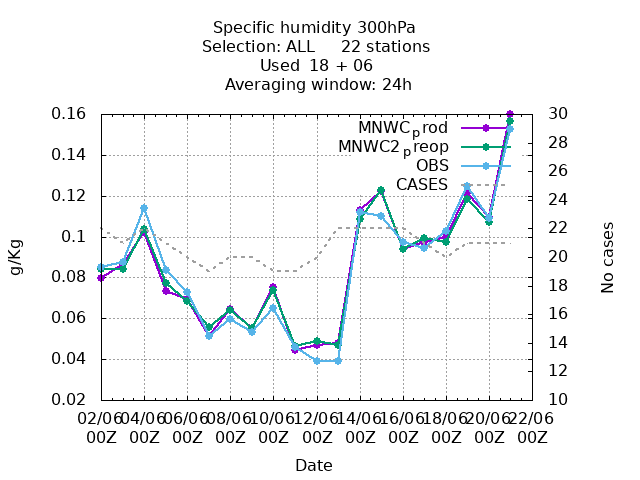 Specific humidity 300hPa
Selection: ALL 22 stations
Used 18 + 06
Averaging window: 24h
0.16
0.14
0.12
0.1
0.08
0.06
0.04
0.02
g/Kg
30
28
26
24
22
20
18
16
14
12
10
No cases
MNWCprod
MNWC2preop
OBS
CASES
02/06 04/06 06/06 08/06 10/06 12/06 14/06 16/06 18/06 20/06 22/06
00Z 00Z 00Z 00Z 00Z 00Z 00Z 00Z 00Z 00Z 00Z
Date